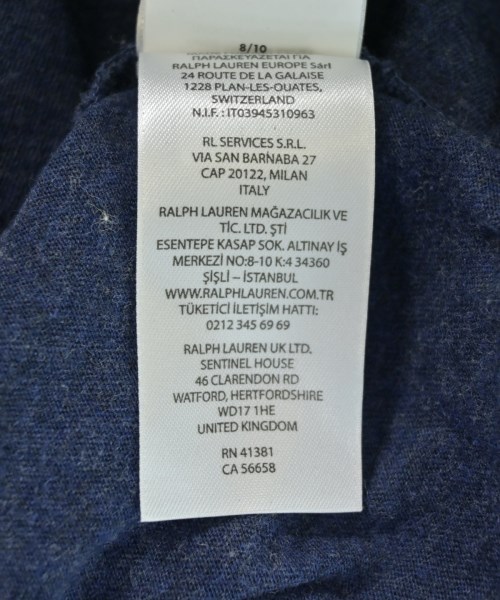 8/10
ΠΑΡΑΣΚΕΥΑΖΕΤΑΙ ΓΙΑ
RALPH LAUREN EUROPE Sàrl
24 ROUTE DE LA GALAISE
1228 PLAN-LES-OUATES,
SWITZERLAND
N.I.F. : IT03945310963
RL SERVICES S.R.L.
VIA SAN BARNABA 27
CAP 20122, MILAN
ITALY
RALPH LAUREN MAĞAZACILIK VE
TİC. LTD. ŞTİ
ESENTEPE KASAP SOK. ALTINAY İŞ
MERKEZİ NO:8-10 K:4 34360
ŞİŞLİ – İSTANBUL
WWW.RALPHLAUREN.COM.TR
TÜKETİCİ İLETİŞİM HATTI:
0212 345 69 69
RALPH LAUREN UK LTD.
SENTINEL HOUSE
46 CLARENDON RD
WATFORD, HERTFORDSHIRE
WD17 1HE
UNITED KINGDOM
RN 41381
CA 56658